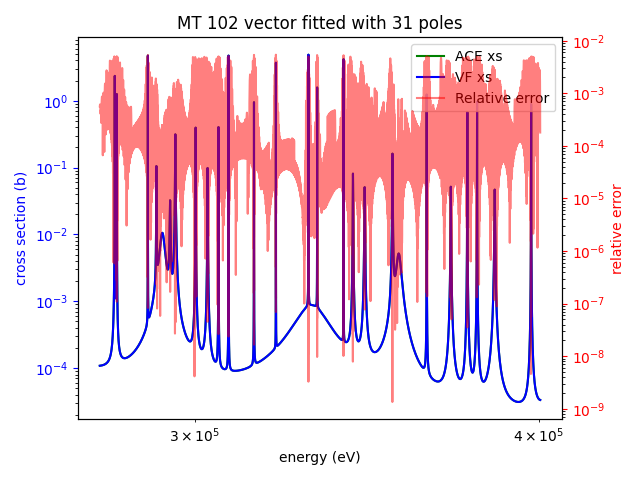 MT 102 vector fitted with 31 poles
ACE xs
VF xs
Relative error
cross section (b)
10⁰
10⁻¹
10⁻²
10⁻³
10⁻⁴
10⁻²
10⁻³
10⁻⁴
10⁻⁵
10⁻⁶
10⁻⁷
10⁻⁸
10⁻⁹
relative error
3 × 10⁵
4 × 10⁵
energy (eV)